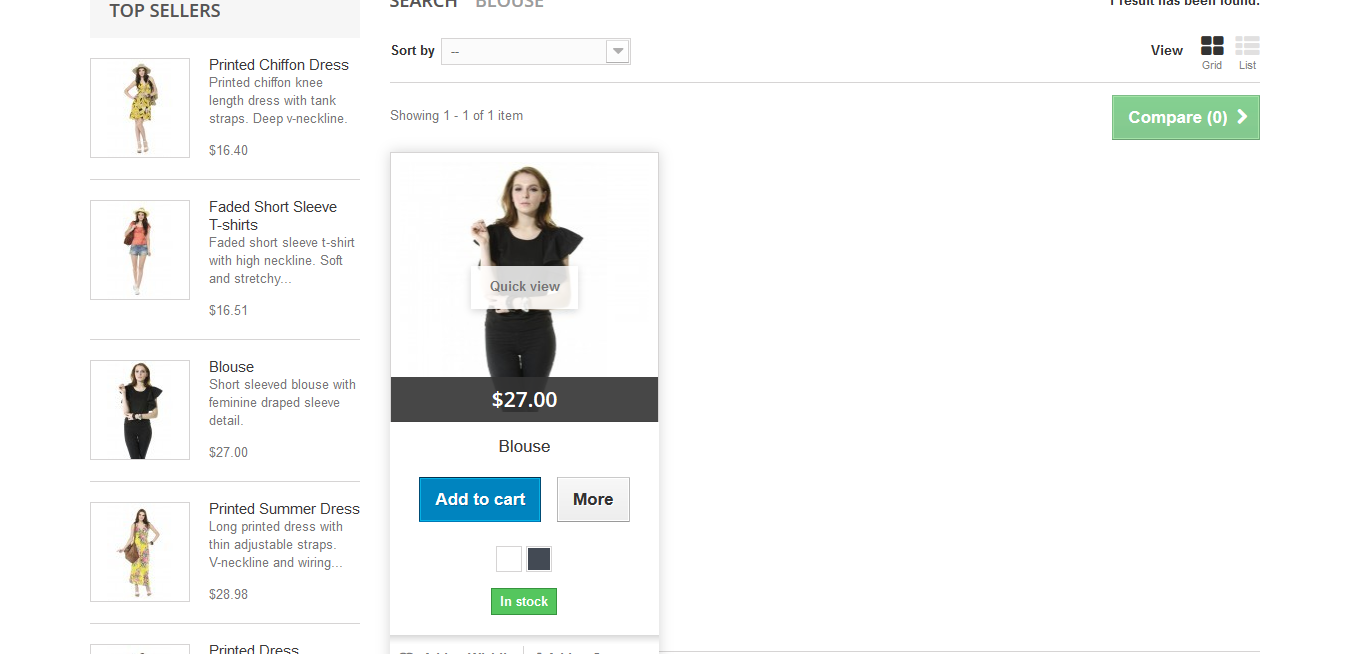 TOP SELLERS
Printed Chiffon Dress
Printed chiffon knee
length dress with tank
straps. Deep v-neckline.
$16.40
Faded Short Sleeve
T-shirts
Faded short sleeve t-shirt
with high neckline. Soft
and stretchy...
$16.51
Blouse
Short sleeved blouse with
feminine draped sleeve
detail.
$27.00
Printed Summer Dress
Long printed dress with
thin adjustable straps.
V-neckline and wiring...
$28.98
Printed Dress
SEARCH BLOUSE
1 result has been found.
Sort by --
View
Grid
List
Showing 1 - 1 of 1 item
Compare (0)
Quick view
$27.00
Blouse
Add to cart
More
In stock